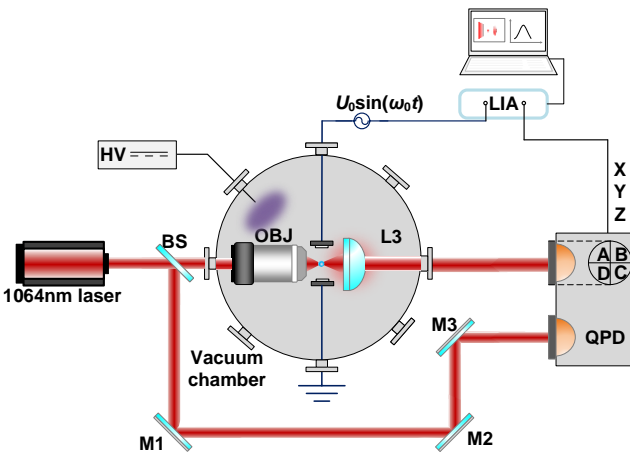 U₀sin(ω₀t)
LIA
HV
X
Y
Z
BS
OBJ
L3
A B
D C
1064nm laser
M3
QPD
Vacuum
chamber
M1
M2